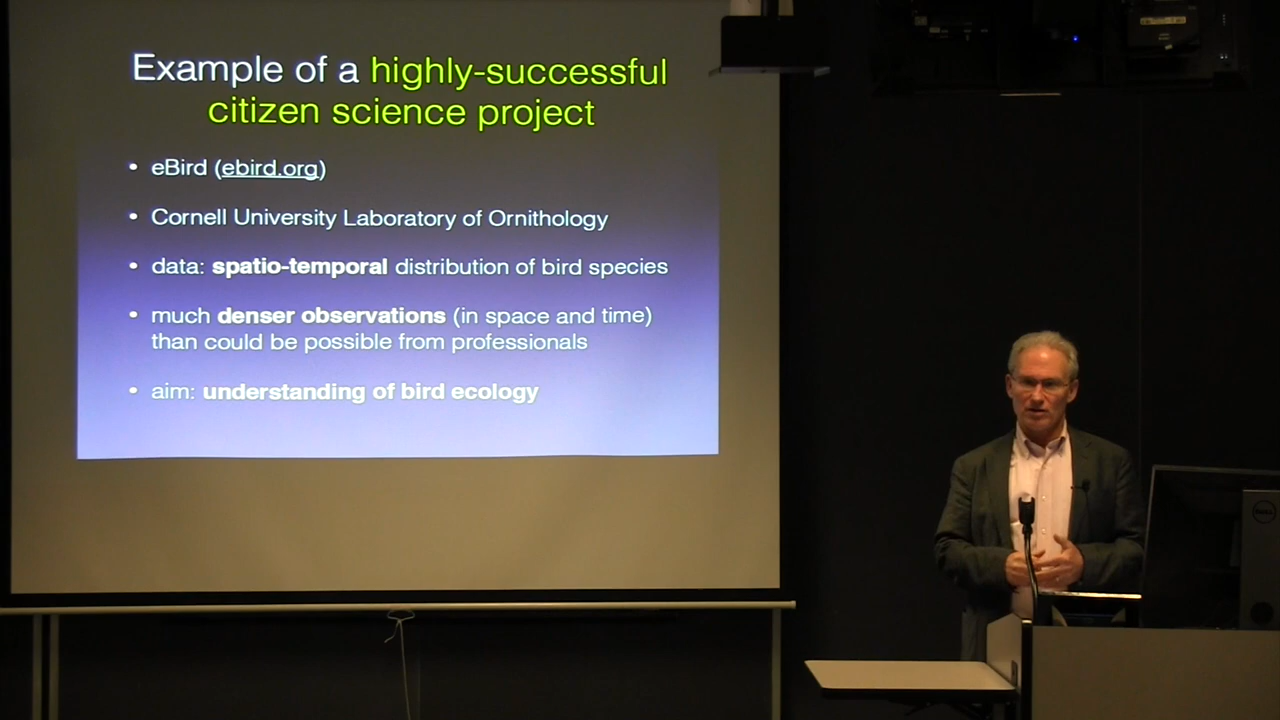 Example of a highly-successful
citizen science project
• eBird (ebird.org)
• Cornell University Laboratory of Ornithology
• data: spatio-temporal distribution of bird species
• much denser observations (in space and time)
than could be possible from professionals
• aim: understanding of bird ecology
DELL